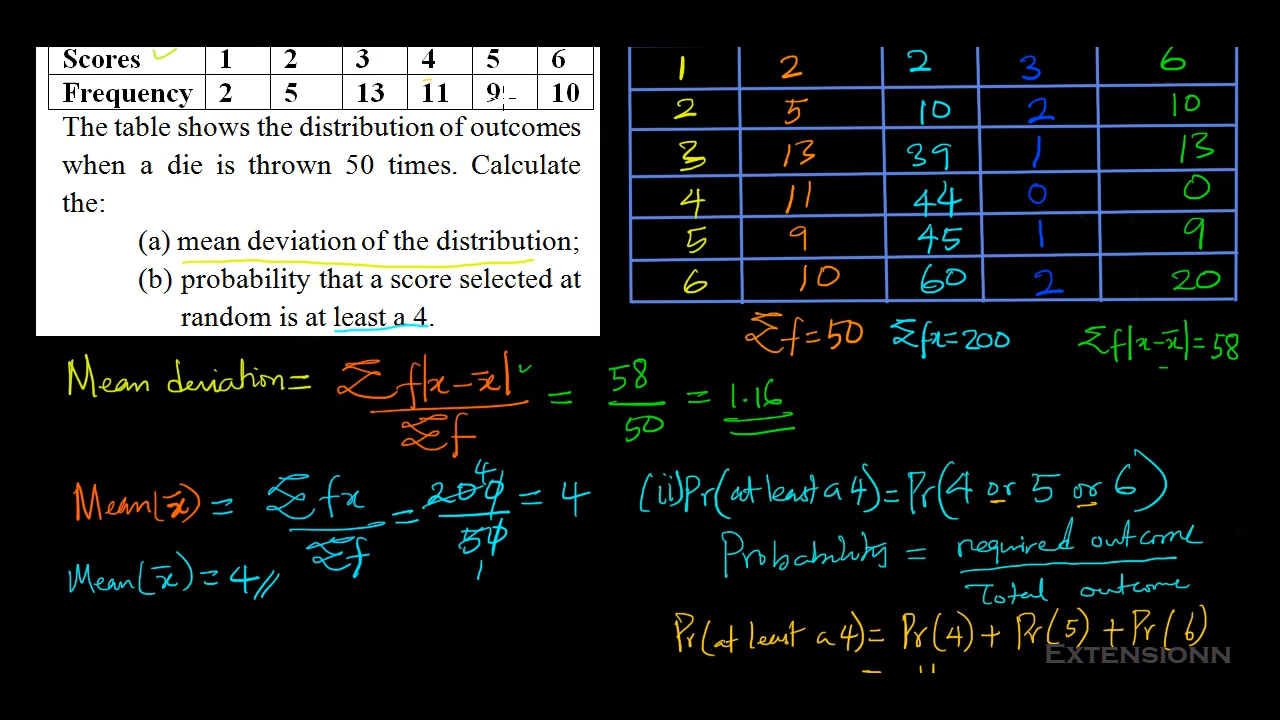 Scores 1 2 3 4 5 6
Frequency 2 5 13 11 9 10
The table shows the distribution of outcomes
when a die is thrown 50 times. Calculate
the:
(a) mean deviation of the distribution;
(b) probability that a score selected at
random is at least a 4.
1 2 2 3 6
2 5 10 2 10
3 13 39 1 13
4 11 44 0 0
5 9 45 1 9
6 10 60 2 20
Σf=50 Σfx=200 Σf|x-x̄|=58
Mean deviation= Σf|x-x̄| / Σf = 58/50 = 1.16
Mean(x̄) = Σfx / Σf = 200/50 = 4
4
1
Mean(x̄)=4//
(ii)Pr(at least a 4)=Pr(4 or 5 or 6)
Probability = required outcome / Total outcome
Pr(at least a 4)= Pr(4)+Pr(5)+Pr(6)
Extensionn